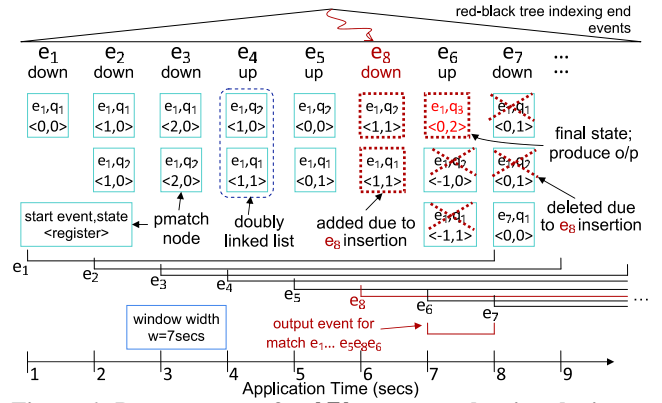 red-black tree indexing end
events
e1 e2 e3 e4 e5 e8 e6 e7 ...
down down down up up down up down ...
e1,q1 e1,q1 e1,q1 e1,q2 e1,q2 e1,q2 e1,q3 e1,q1
<0,0> <1,0> <2,0> <1,0> <0,0> <1,1> <0,2> <0,1>
e1,q2 e1,q2 e1,q1 e1,q1 e1,q1 e1,q2 e1,q2
<1,0> <2,0> <1,1> <0,1> <1,1> <-1,0> <0,1>
final state;
produce o/p
e1,q1 e7,q1
<-1,1> <0,0>
start event,state
<register>
pmatch
node
doubly
linked list
added due to
e8 insertion
deleted due
to e8 insertion
e1
e2
e3
e4
e5
e8
e6
e7
...
window width
w=7secs
output event for
match e1... e5e8e6
1 2 3 4 5 6 7 8 9
Application Time (secs)